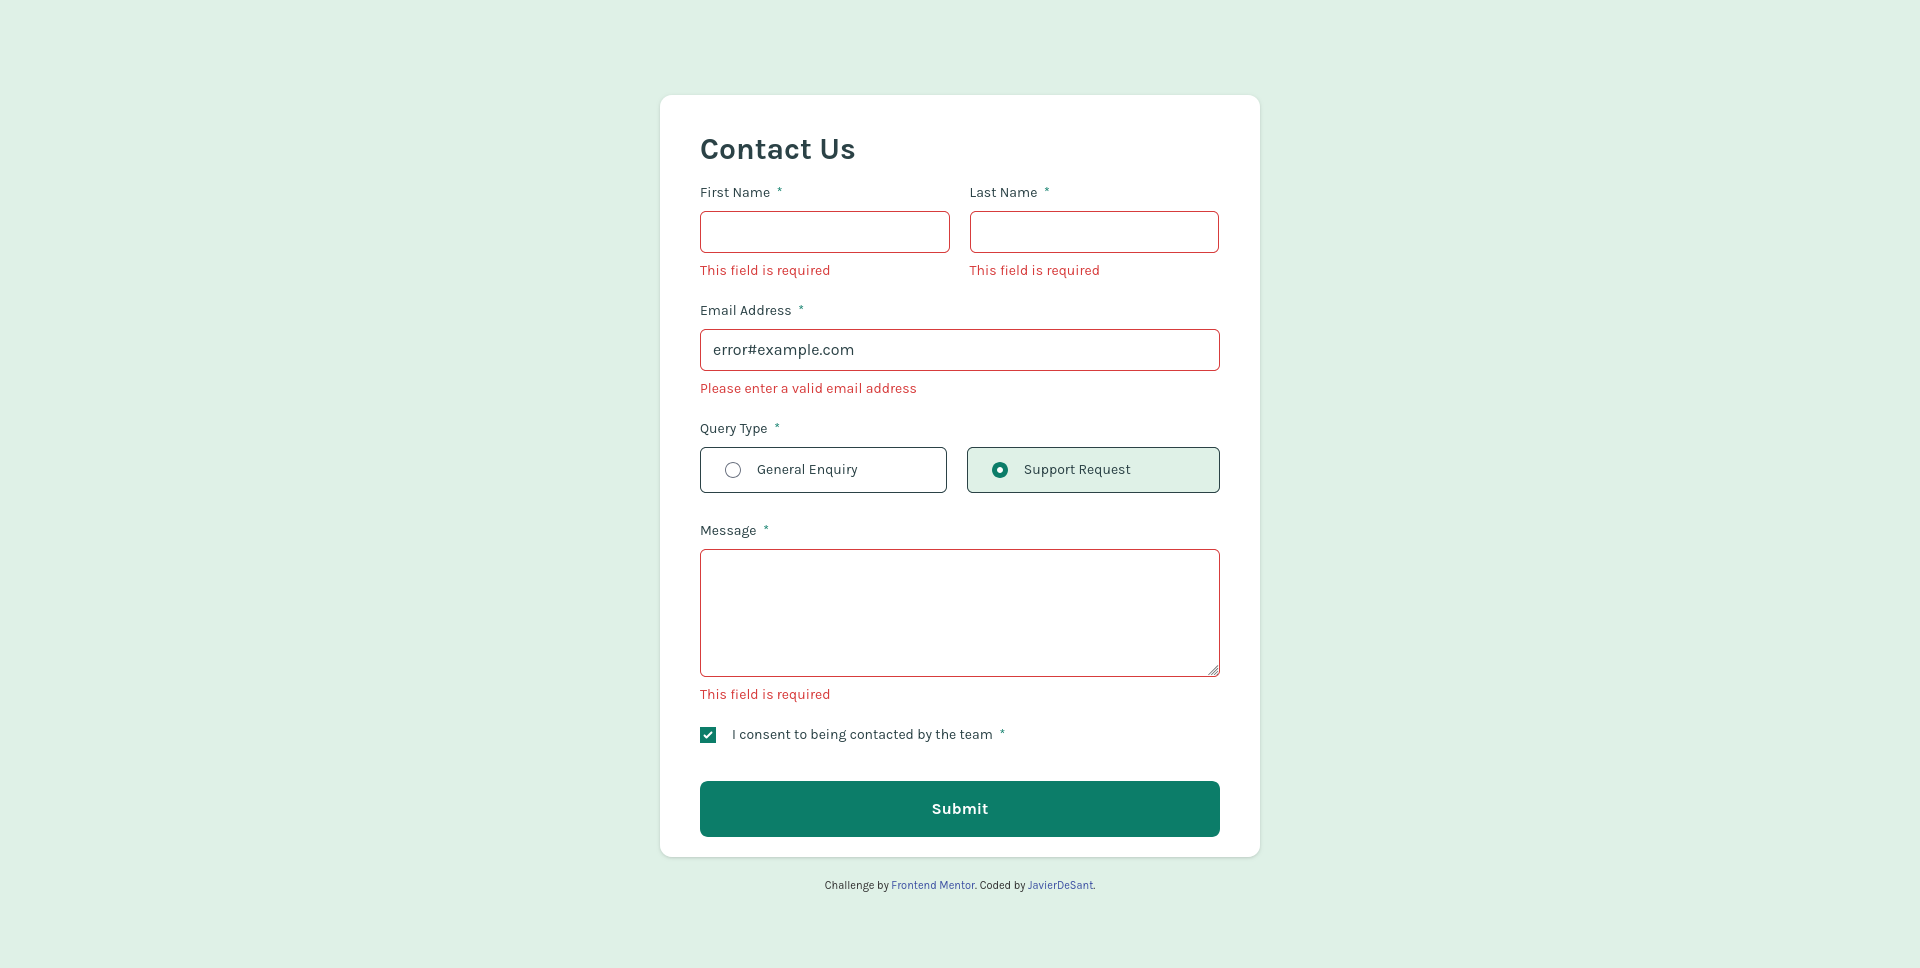 Contact Us
First Name *
Last Name *
This field is required
This field is required
Email Address *
error#example.com
Please enter a valid email address
Query Type *
General Enquiry
Support Request
Message *
This field is required
I consent to being contacted by the team *
Submit
Challenge by Frontend Mentor. Coded by JavierDeSant.